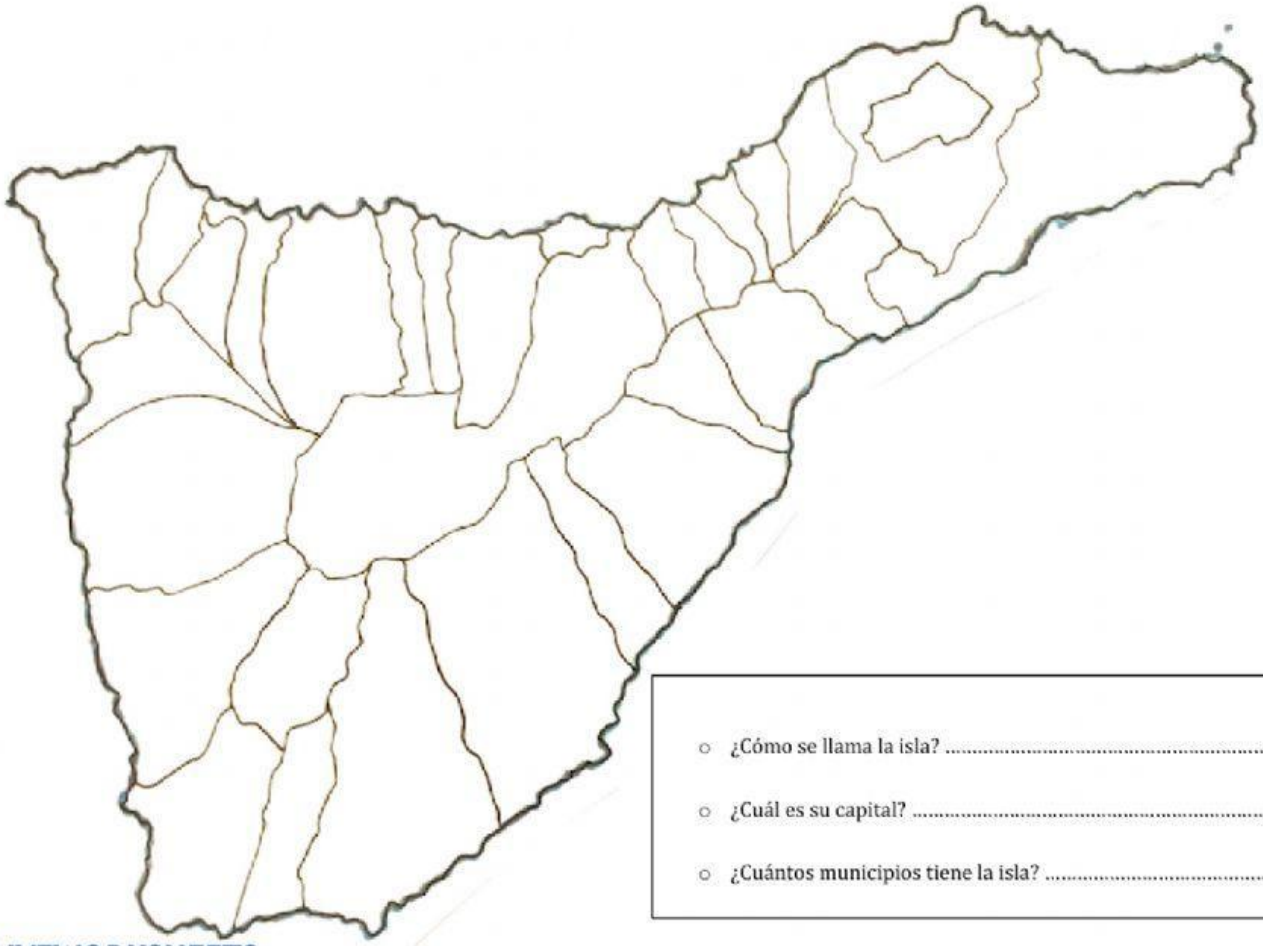 ○ ¿Cómo se llama la isla? ................................................................
○ ¿Cuál es su capital? ................................................................
○ ¿Cuántos municipios tiene la isla? ............................................